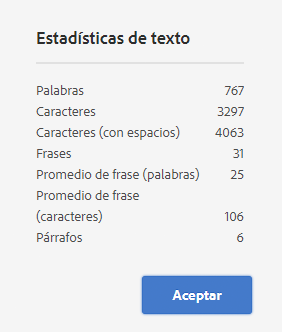 Estadísticas de texto
Palabras 767
Caracteres 3297
Caracteres (con espacios) 4063
Frases 31
Promedio de frase (palabras) 25
Promedio de frase
(caracteres) 106
Párrafos 6
Aceptar